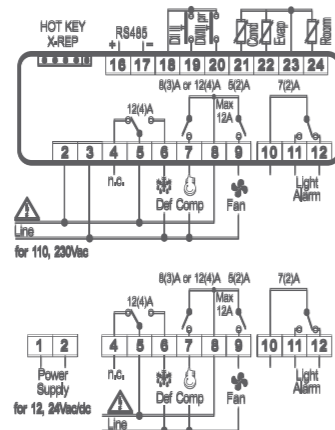 HOT KEY
X-REP
RS485
+ -
DI1
Cond
Evap
Room
16 17 18 19 20 21 22 23 24
12(4)A
8(3)A or 12(4)A
5(2)A
7(2)A
Max
12A
2 3 4 5 6 7 8 9 10 11 12
n.c.
Def Comp
Fan
Light
Alarm
Line
for 110, 230Vac
8(3)A or 12(4)A
5(2)A
7(2)A
12(4)A
Max
12A
1 2 4 5 6 7 8 9 10 11 12
Power
Supply
n.c.
Def Comp
Fan
Light
Alarm
for 12, 24Vac/dc
Line